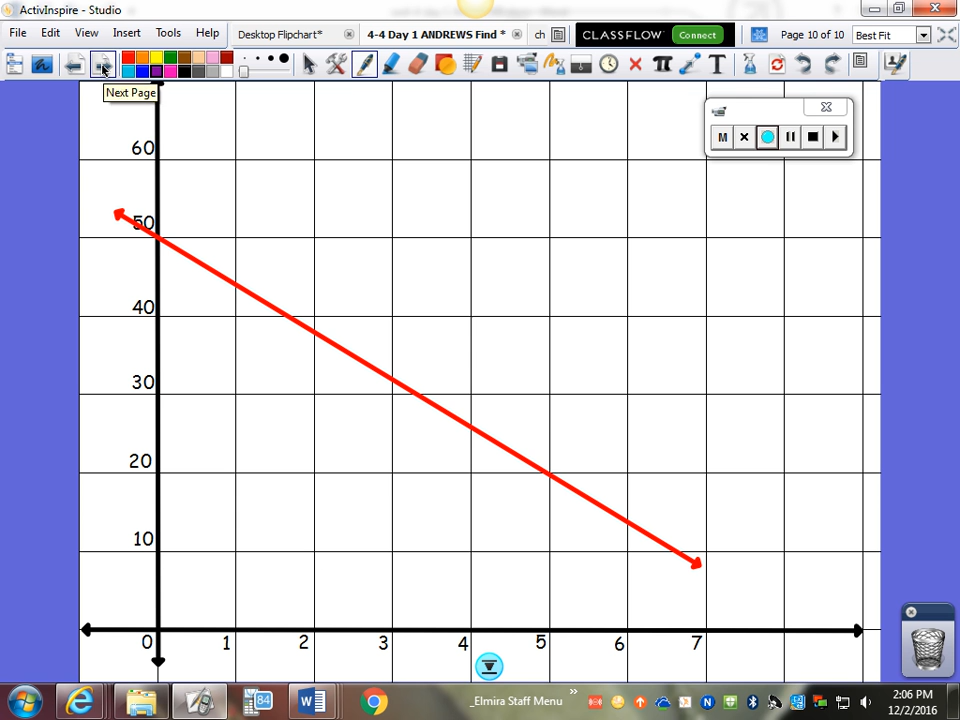 ActivInspire - Studio
File Edit View Insert Tools Help
Desktop Flipchart*
4-4 Day 1 ANDREWS Find *
ch
CLASSFLOW
Connect
Page 10 of 10
Best Fit
T
Next Page
M
60
50
40
30
20
10
0 1 2 3 4 5 6 7
84
W
_Elmira Staff Menu
»
N
2:06 PM
12/2/2016